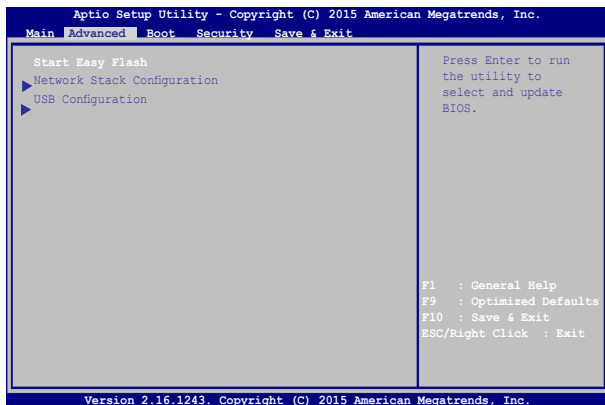 Aptio Setup Utility - Copyright (C) 2015 American Megatrends, Inc.
Main Advanced Boot Security Save & Exit
Start Easy Flash
Network Stack Configuration
USB Configuration
Press Enter to run
the utility to
select and update
BIOS.
F1 : General Help
F9 : Optimized Defaults
F10 : Save & Exit
ESC/Right Click : Exit
Version 2.16.1243. Copyright (C) 2015 American Megatrends, Inc.